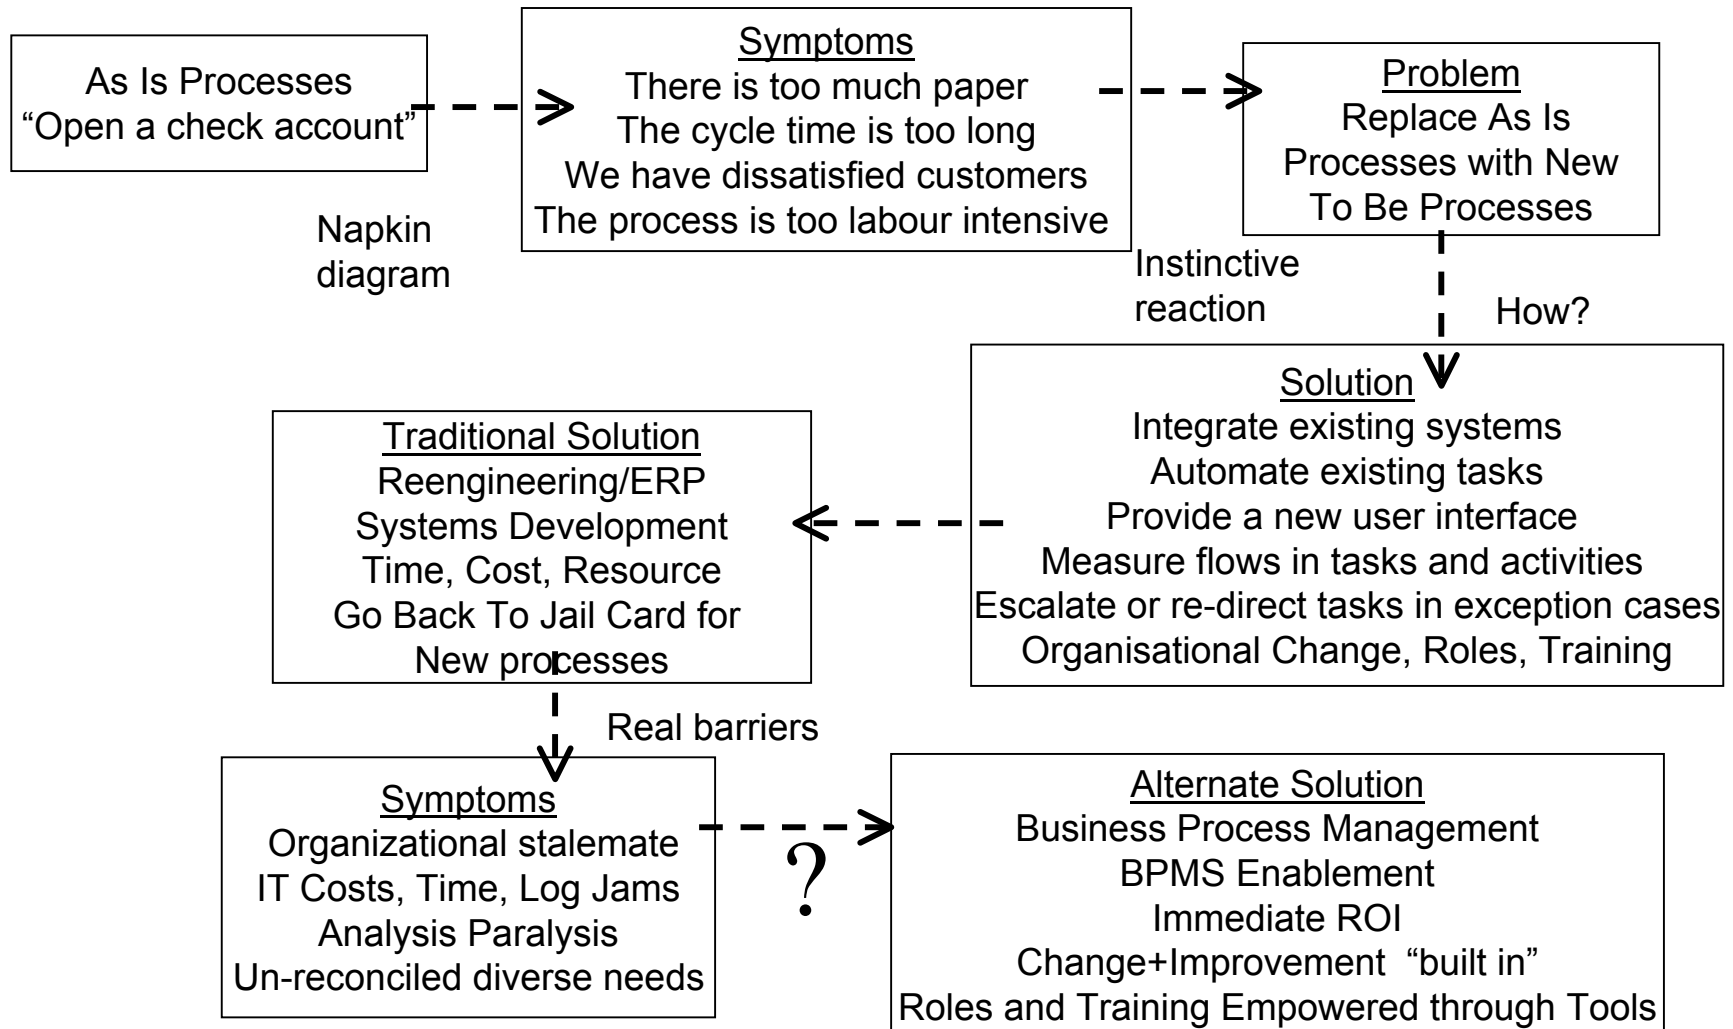 As Is Processes
“Open a check account”
Napkin
diagram
Symptoms
There is too much paper
The cycle time is too long
We have dissatisfied customers
The process is too labour intensive
Instinctive
reaction
Problem
Replace As Is
Processes with New
To Be Processes
How?
Solution
Integrate existing systems
Automate existing tasks
Provide a new user interface
Measure flows in tasks and activities
Escalate or re-direct tasks in exception cases
Organisational Change, Roles, Training
Traditional Solution
Reengineering/ERP
Systems Development
Time, Cost, Resource
Go Back To Jail Card for
New processes
Real barriers
Symptoms
Organizational stalemate
IT Costs, Time, Log Jams
Analysis Paralysis
Un-reconciled diverse needs
?
Alternate Solution
Business Process Management
BPMS Enablement
Immediate ROI
Change+Improvement “built in”
Roles and Training Empowered through Tools